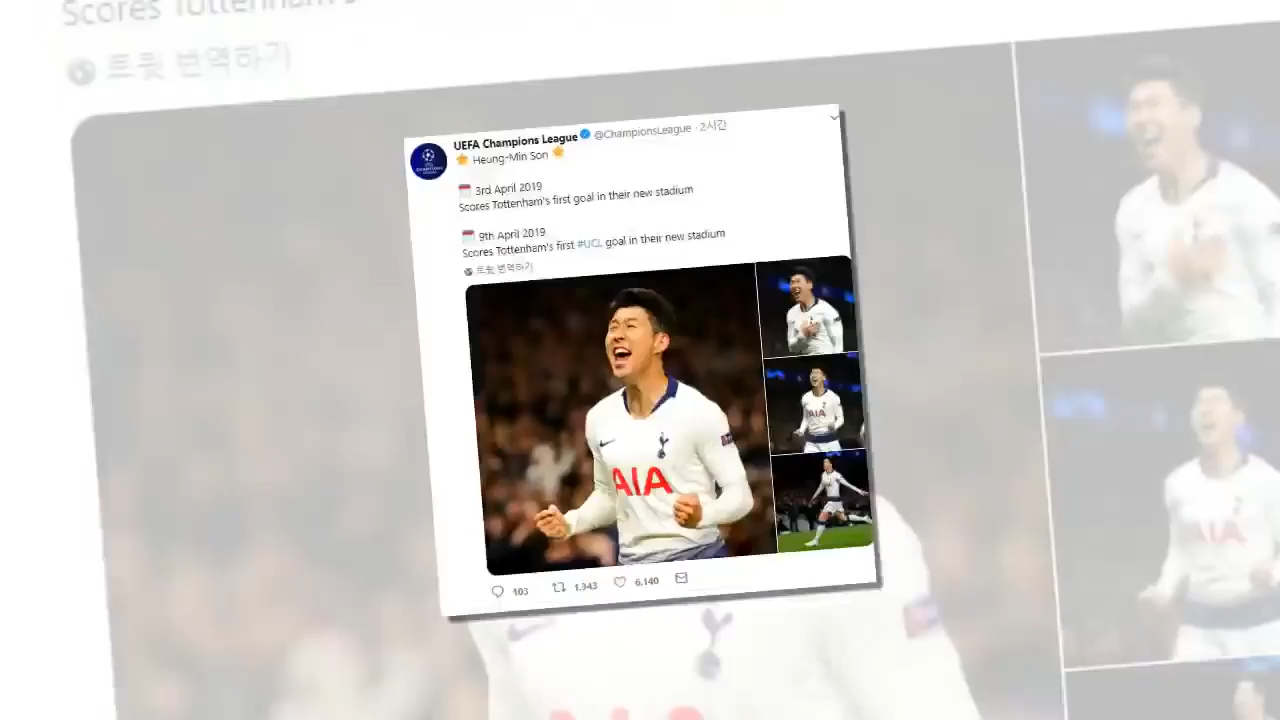 Scores Tottenham's
트윗 번역하기
UEFA Champions League @ChampionsLeague · 2시간
Heung-Min Son
3rd April 2019
Scores Tottenham's first goal in their new stadium
9th April 2019
Scores Tottenham's first #UCL goal in their new stadium
트윗 번역하기
AIA
AIA
103 1,343 6,140
AIA
AIA